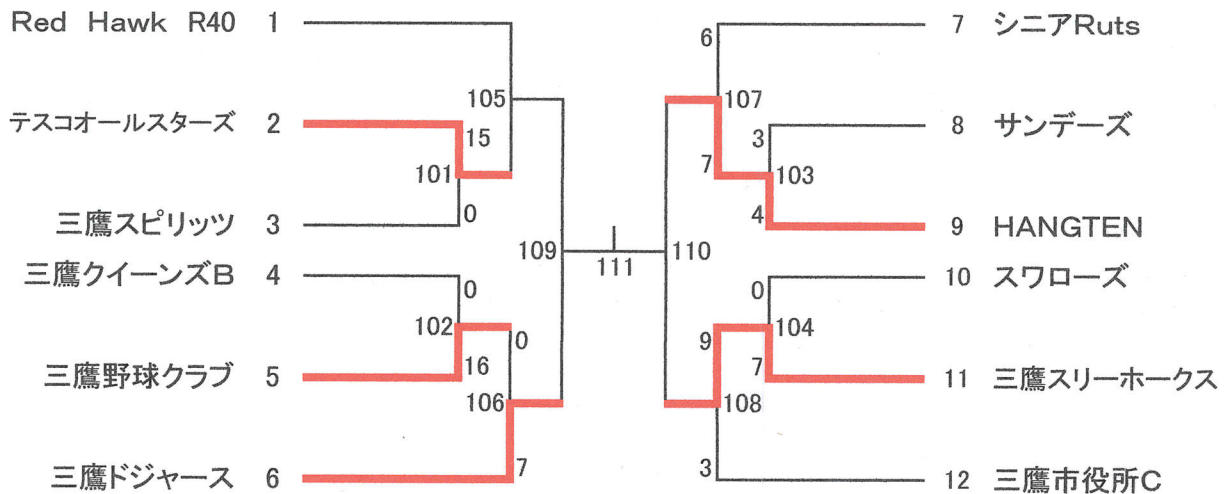 Red Hawk R40 1
105
テスコオールスターズ 2
15
101
0
三鷹スピリッツ 3
109
三鷹クイーンズB 4
0
102
0
16
三鷹野球クラブ 5
106
7
三鷹ドジャース 6
111
6
7 シニアRuts
107
3
8 サンデーズ
7
103
4
9 HANGTEN
110
10 スワローズ
0
9
104
7
11 三鷹スリーホークス
108
3
12 三鷹市役所C